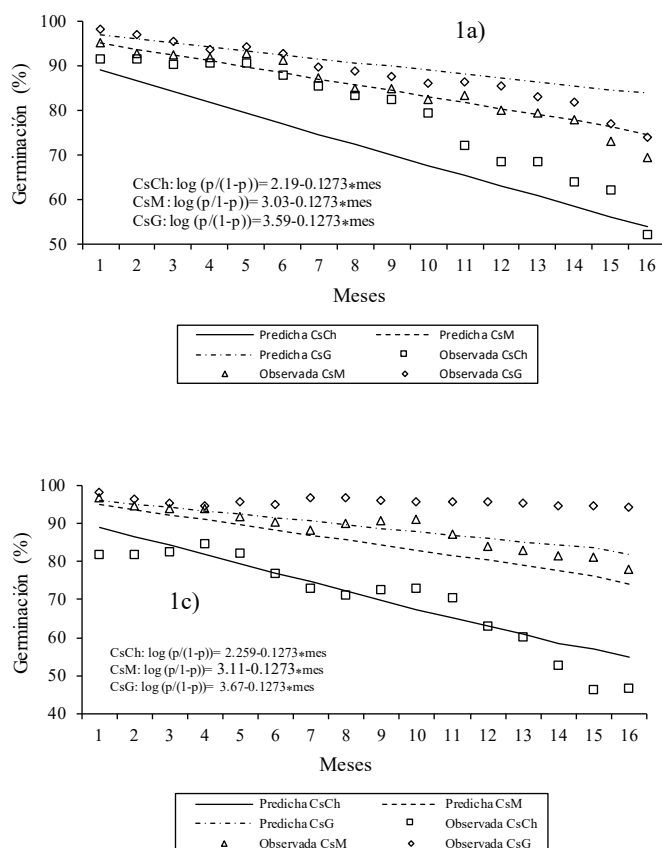 100
90
80
70
60
50
Germinación (%)
1a)
CsCh: log (p/(1-p)) = 2.19-0.1273*mes
CsM: log (p/1-p)) = 3.03-0.1273*mes
CsG: log (p/(1-p)) = 3.59-0.1273*mes
1 2 3 4 5 6 7 8 9 10 11 12 13 14 15 16
Meses
Predicha CsCh Predicha CsM
Predicha CsG Observada CsCh
Observada CsM Observada CsG
100
90
80
70
60
50
40
Germinación (%)
1c)
CsCh: log (p/(1-p)) = 2.259-0.1273*mes
CsM: log (p/1-p)) = 3.11-0.1273*mes
CsG: log (p/(1-p)) = 3.67-0.1273*mes
1 2 3 4 5 6 7 8 9 10 11 12 13 14 15 16
Meses
Predicha CsCh Predicha CsM
Predicha CsG Observada CsCh
Observada CsM Observada CsG